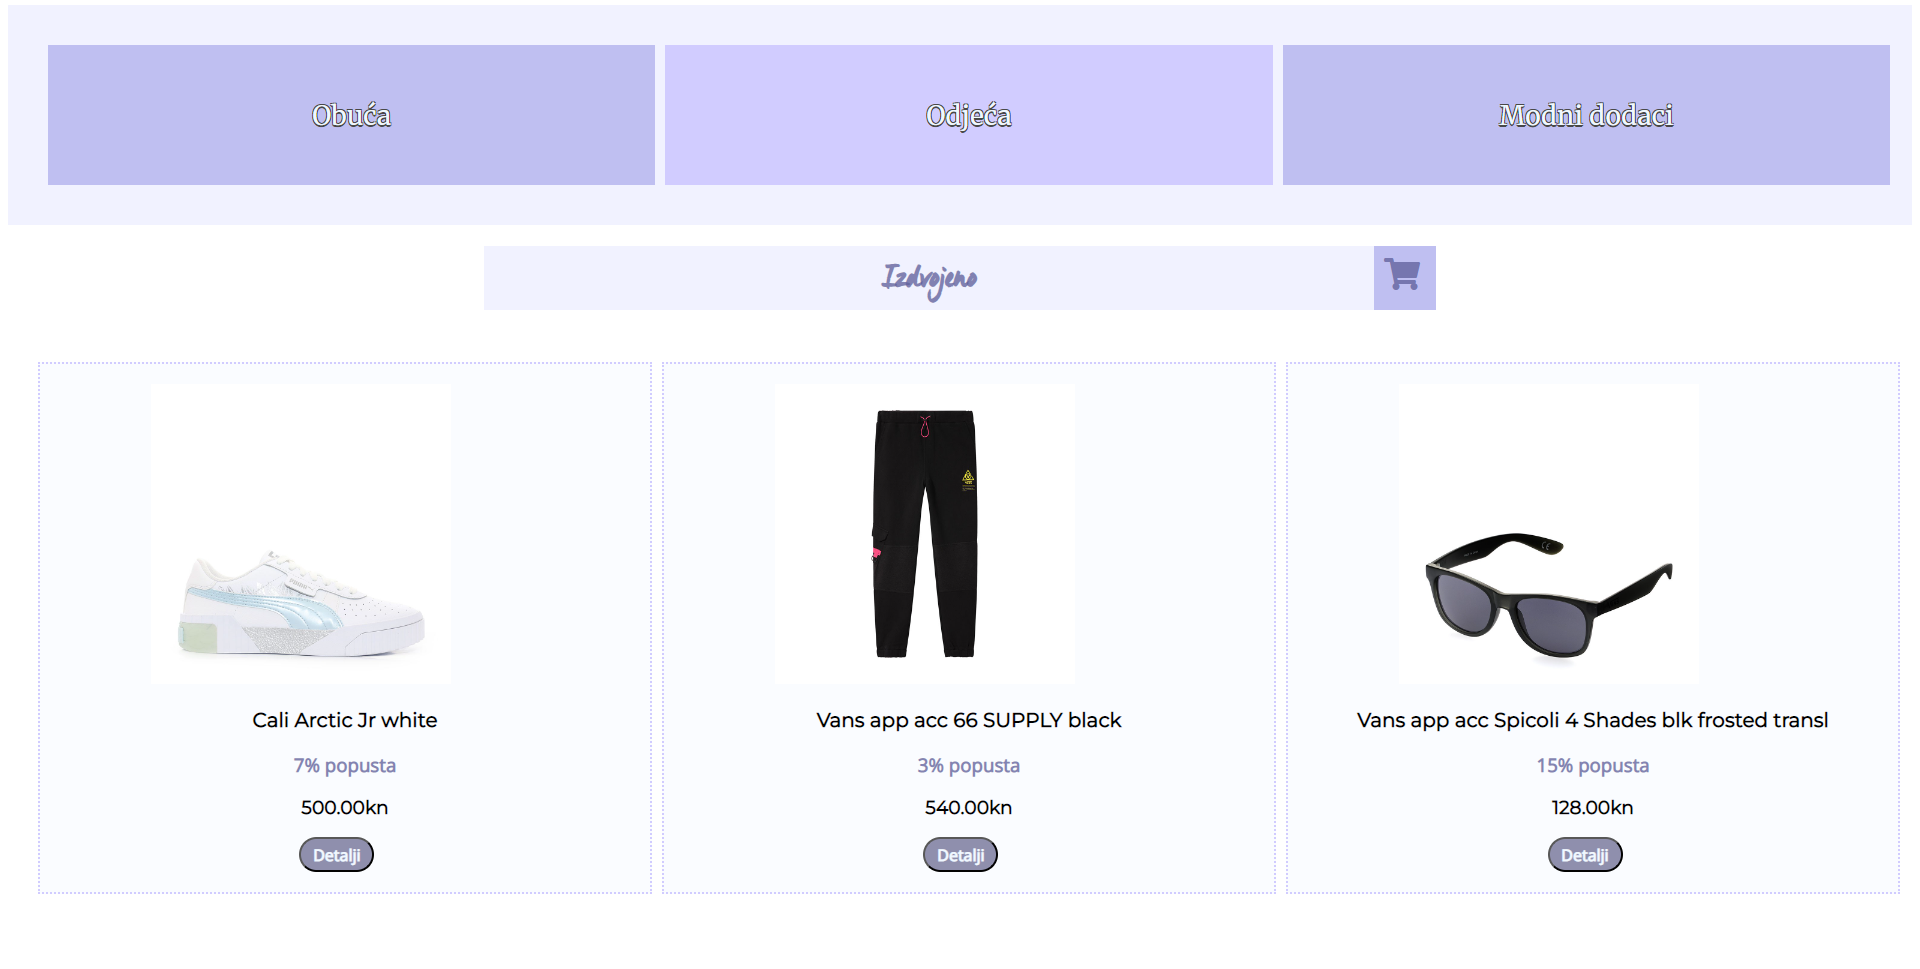 Obuća
Odjeća
Modni dodaci
Izdvojeno
Cali Arctic Jr white
7% popusta
500.00kn
Detalji
Vans app acc 66 SUPPLY black
3% popusta
540.00kn
Detalji
Vans app acc Spicoli 4 Shades blk frosted transl
15% popusta
128.00kn
Detalji